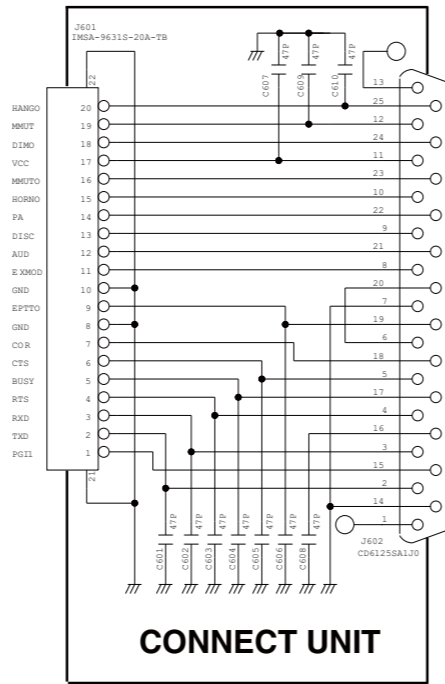 J601
IMSA-9631S-20A-TB
22
47P
47P
47P
C607
C609
C610
13
HANGO 20 25
MMUT 19 12
DIMO 18 24
VCC 17 11
MMUTO 16 23
HORNO 15 10
PA 14 22
DISC 13 9
AUD 12 21
EXMOD 11 8
GND 10 20
EPTTO 9 7
GND 8 19
COR 7 6
CTS 6 18
BUSY 5 5
RTS 4 17
RXD 3 4
TXD 2 16
PGI1 1 3
15
21
2
14
1
47P
47P
47P
47P
47P
47P
47P
C601
C602
C603
C604
C605
C606
C608
J602
CD6125SA1J0
CONNECT UNIT